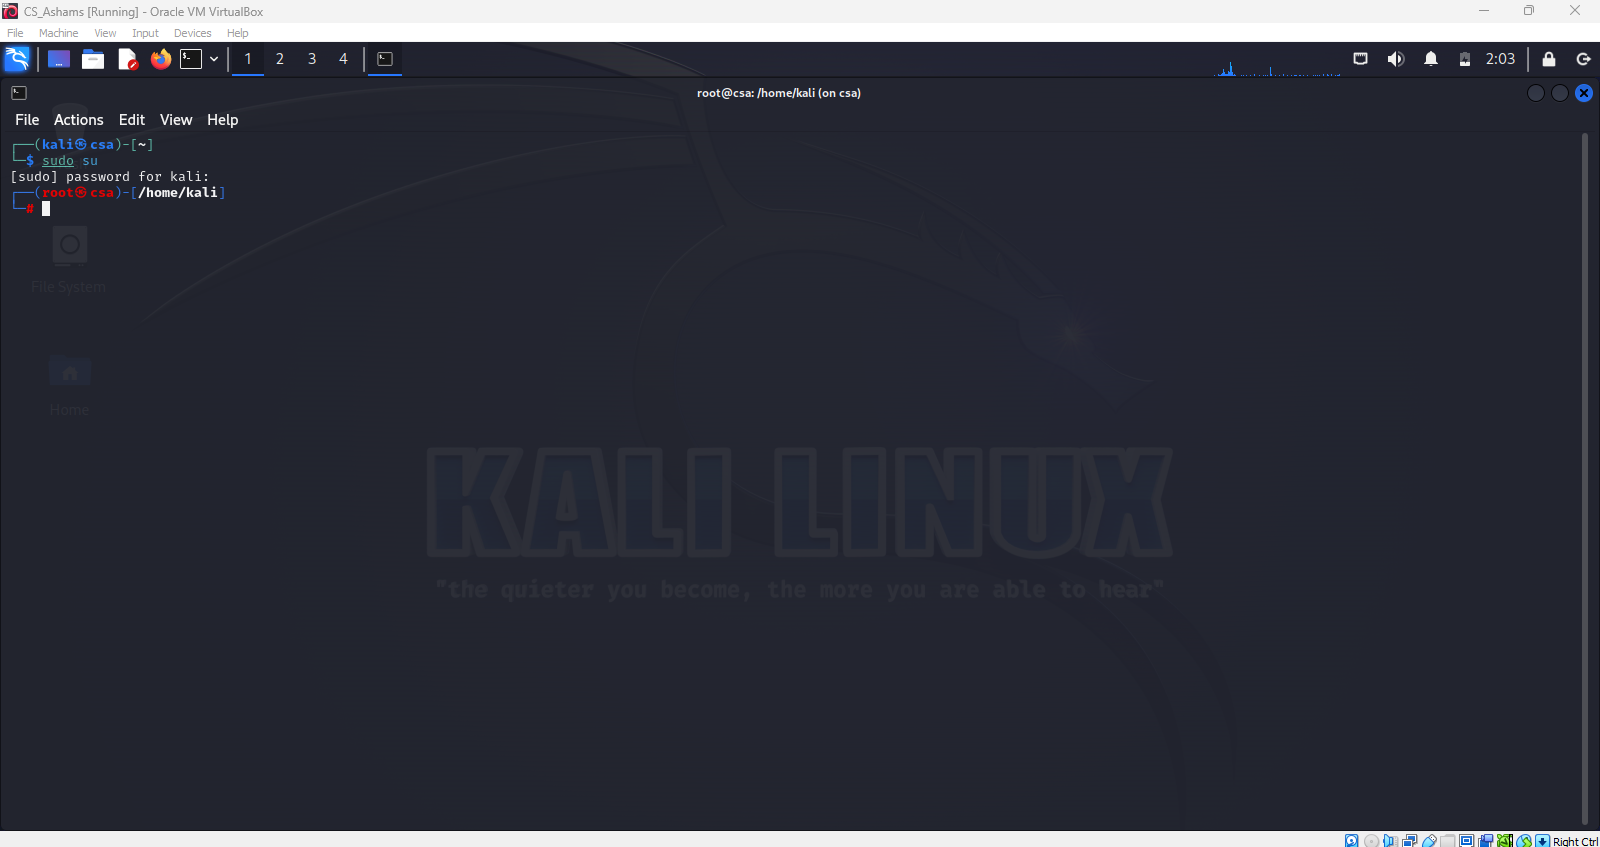 CS_Ashams [Running] - Oracle VM VirtualBox
File Machine View Input Devices Help
1 2 3 4
2:03
root@csa: /home/kali (on csa)
File Actions Edit View Help
┌──(kali㉿csa)-[~]
└─$ sudo su
[sudo] password for kali:
┌──(root㉿csa)-[/home/kali]
└─#
File System
Home
KALI LINUX
"the quieter you become, the more you are able to hear"
Right Ctrl